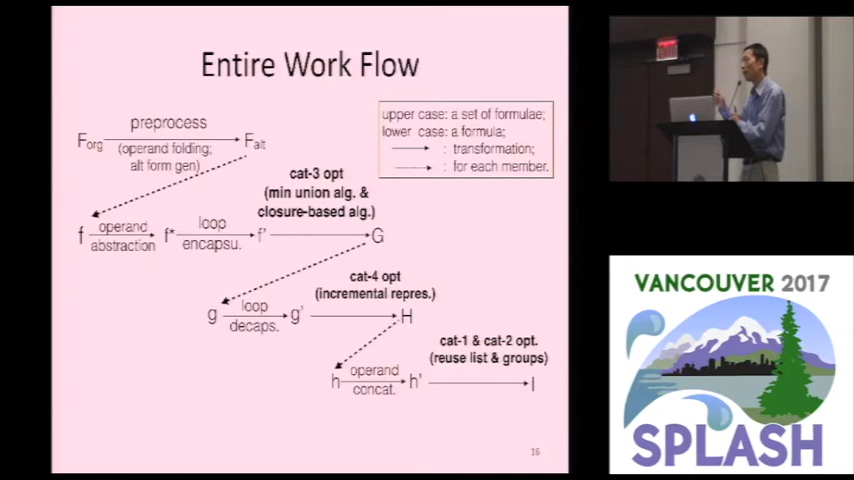 Entire Work Flow
upper case: a set of formulae;
lower case: a formula;
: transformation;
: for each member.
preprocess
Forg
Falt
(operand folding;
alt form gen)
cat-3 opt
(min union alg. &
closure-based alg.)
f
operand
abstraction
f*
loop
encapsu.
f'
G
cat-4 opt
(incremental repres.)
g
loop
decaps.
g'
H
cat-1 & cat-2 opt.
(reuse list & groups)
h
operand
concat.
h'
I
16
VANCOUVER 2017
SPLASH